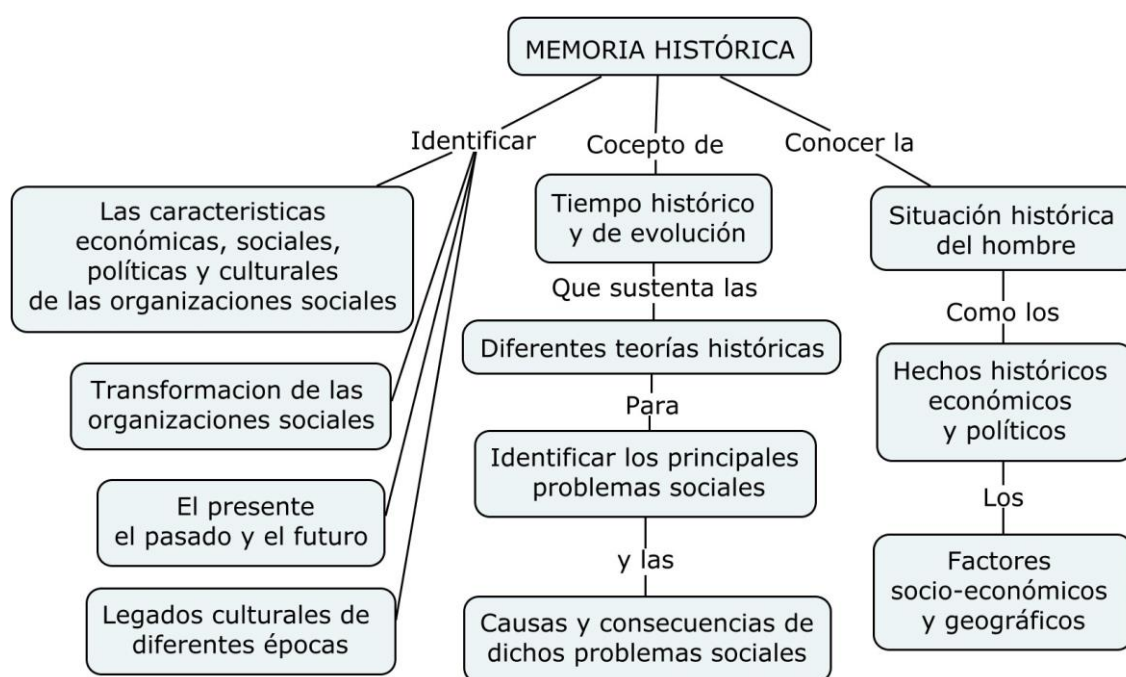 MEMORIA HISTÓRICA
Identificar
Las caracteristicas
económicas, sociales,
políticas y culturales
de las organizaciones sociales
Transformacion de las
organizaciones sociales
El presente
el pasado y el futuro
Legados culturales de
diferentes épocas
Cocepto de
Tiempo histórico
y de evolución
Que sustenta las
Diferentes teorías históricas
Para
Identificar los principales
problemas sociales
y las
Causas y consecuencias de
dichos problemas sociales
Conocer la
Situación histórica
del hombre
Como los
Hechos históricos
económicos
y políticos
Los
Factores
socio-económicos
y geográficos